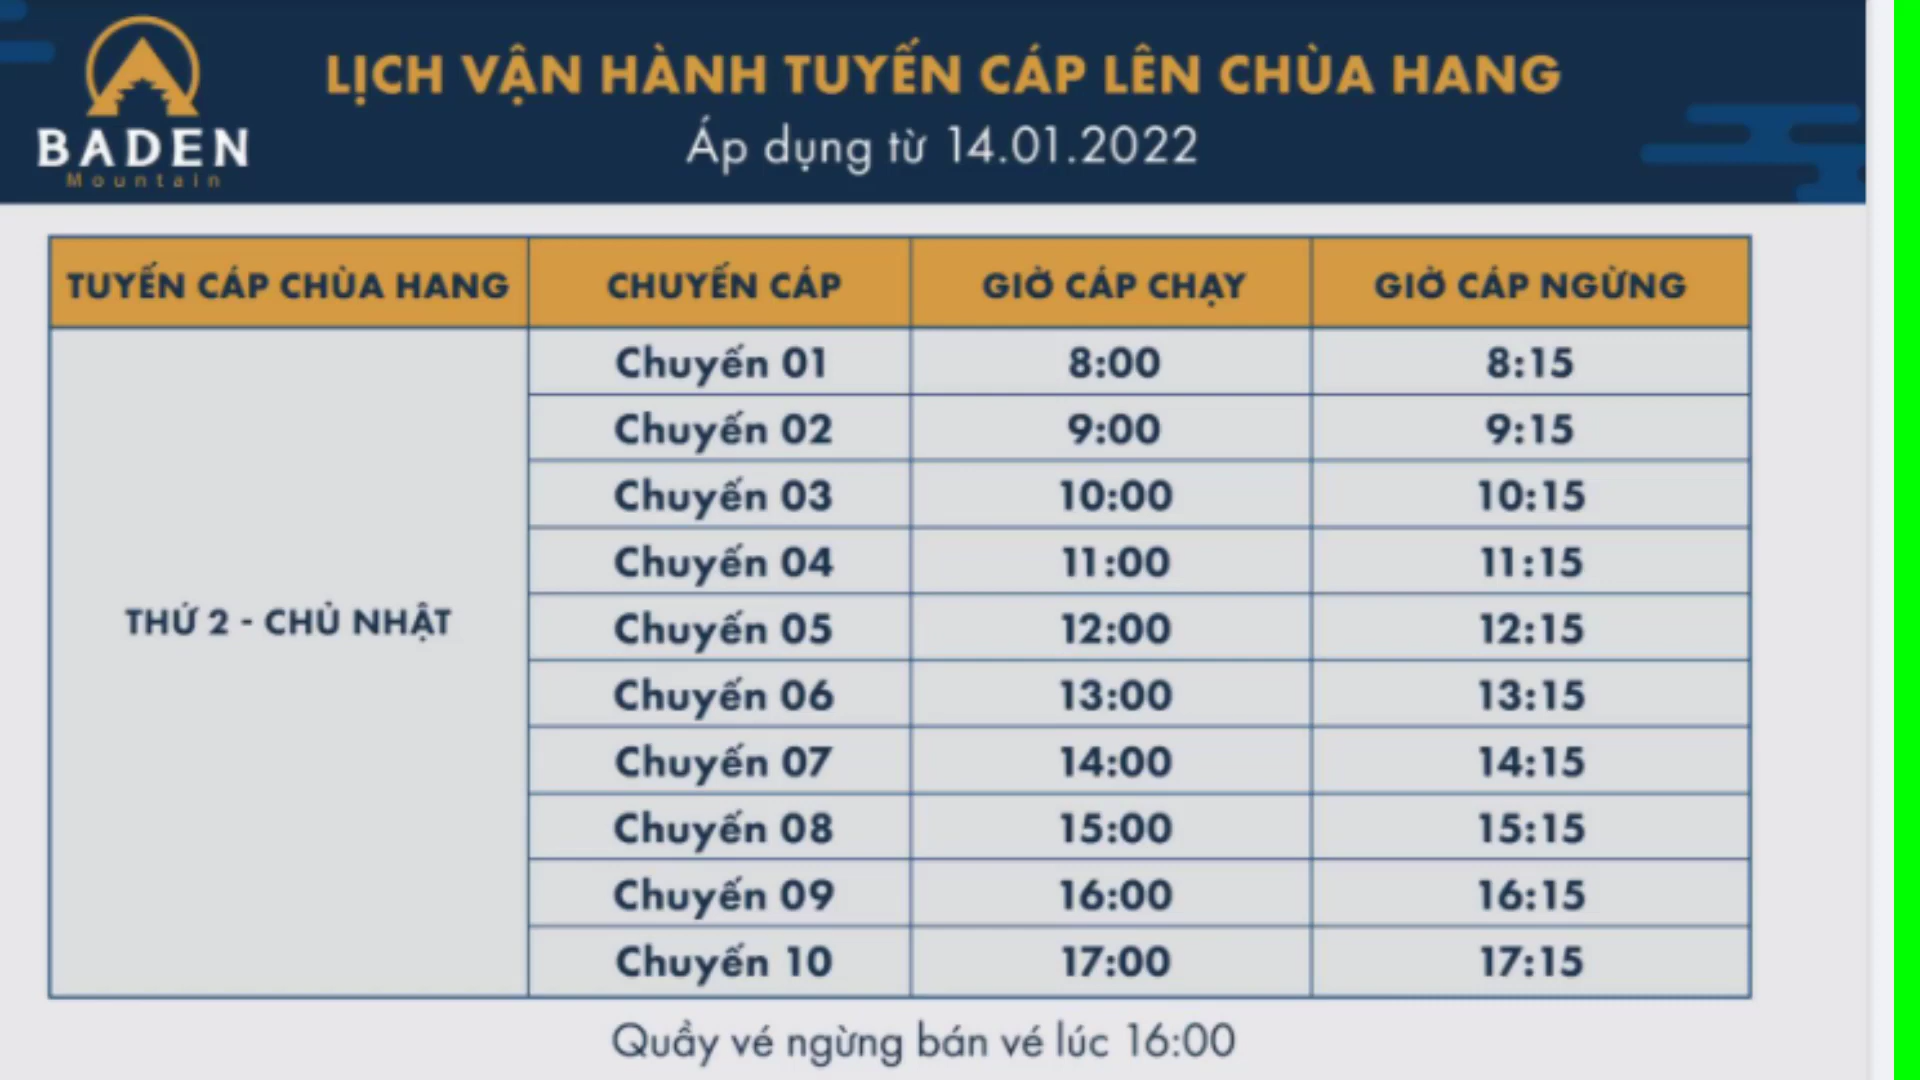 BADEN
Mountain
LỊCH VẬN HÀNH TUYẾN CÁP LÊN CHÙA HANG
Áp dụng từ 14.01.2022
TUYẾN CÁP CHÙA HANG CHUYẾN CÁP GIỜ CÁP CHẠY GIỜ CÁP NGỪNG
Chuyến 01 8:00 8:15
Chuyến 02 9:00 9:15
Chuyến 03 10:00 10:15
Chuyến 04 11:00 11:15
THỨ 2 - CHỦ NHẬT
Chuyến 05 12:00 12:15
Chuyến 06 13:00 13:15
Chuyến 07 14:00 14:15
Chuyến 08 15:00 15:15
Chuyến 09 16:00 16:15
Chuyến 10 17:00 17:15
Quầy vé ngừng bán vé lúc 16:00